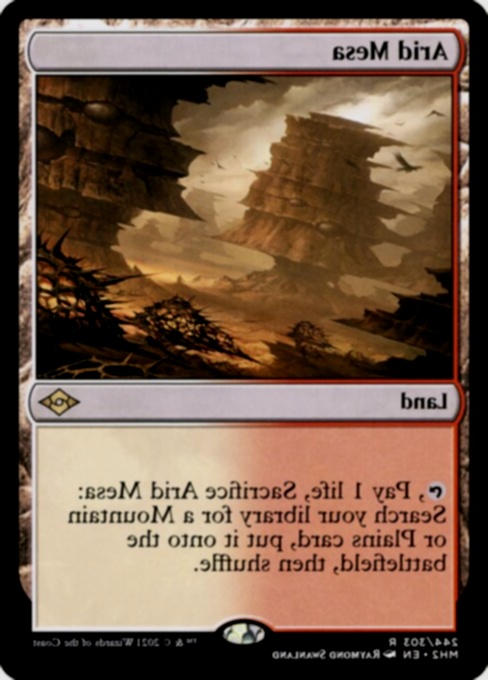 Arid Mesa
Land
, Pay 1 life, Sacrifice Arid Mesa:
Search your library for a Mountain
or Plains card, put it onto the
battlefield, then shuffle.
244/303 R
MH2 • EN RAYMOND SWANLAND
™ & © 2021 Wizards of the Coast